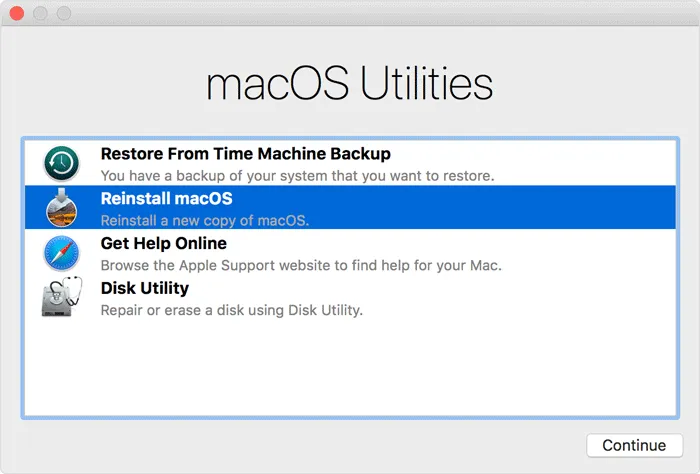 macOS Utilities
Restore From Time Machine Backup
You have a backup of your system that you want to restore.
Reinstall macOS
Reinstall a new copy of macOS.
Get Help Online
Browse the Apple Support website to find help for your Mac.
Disk Utility
Repair or erase a disk using Disk Utility.
Continue